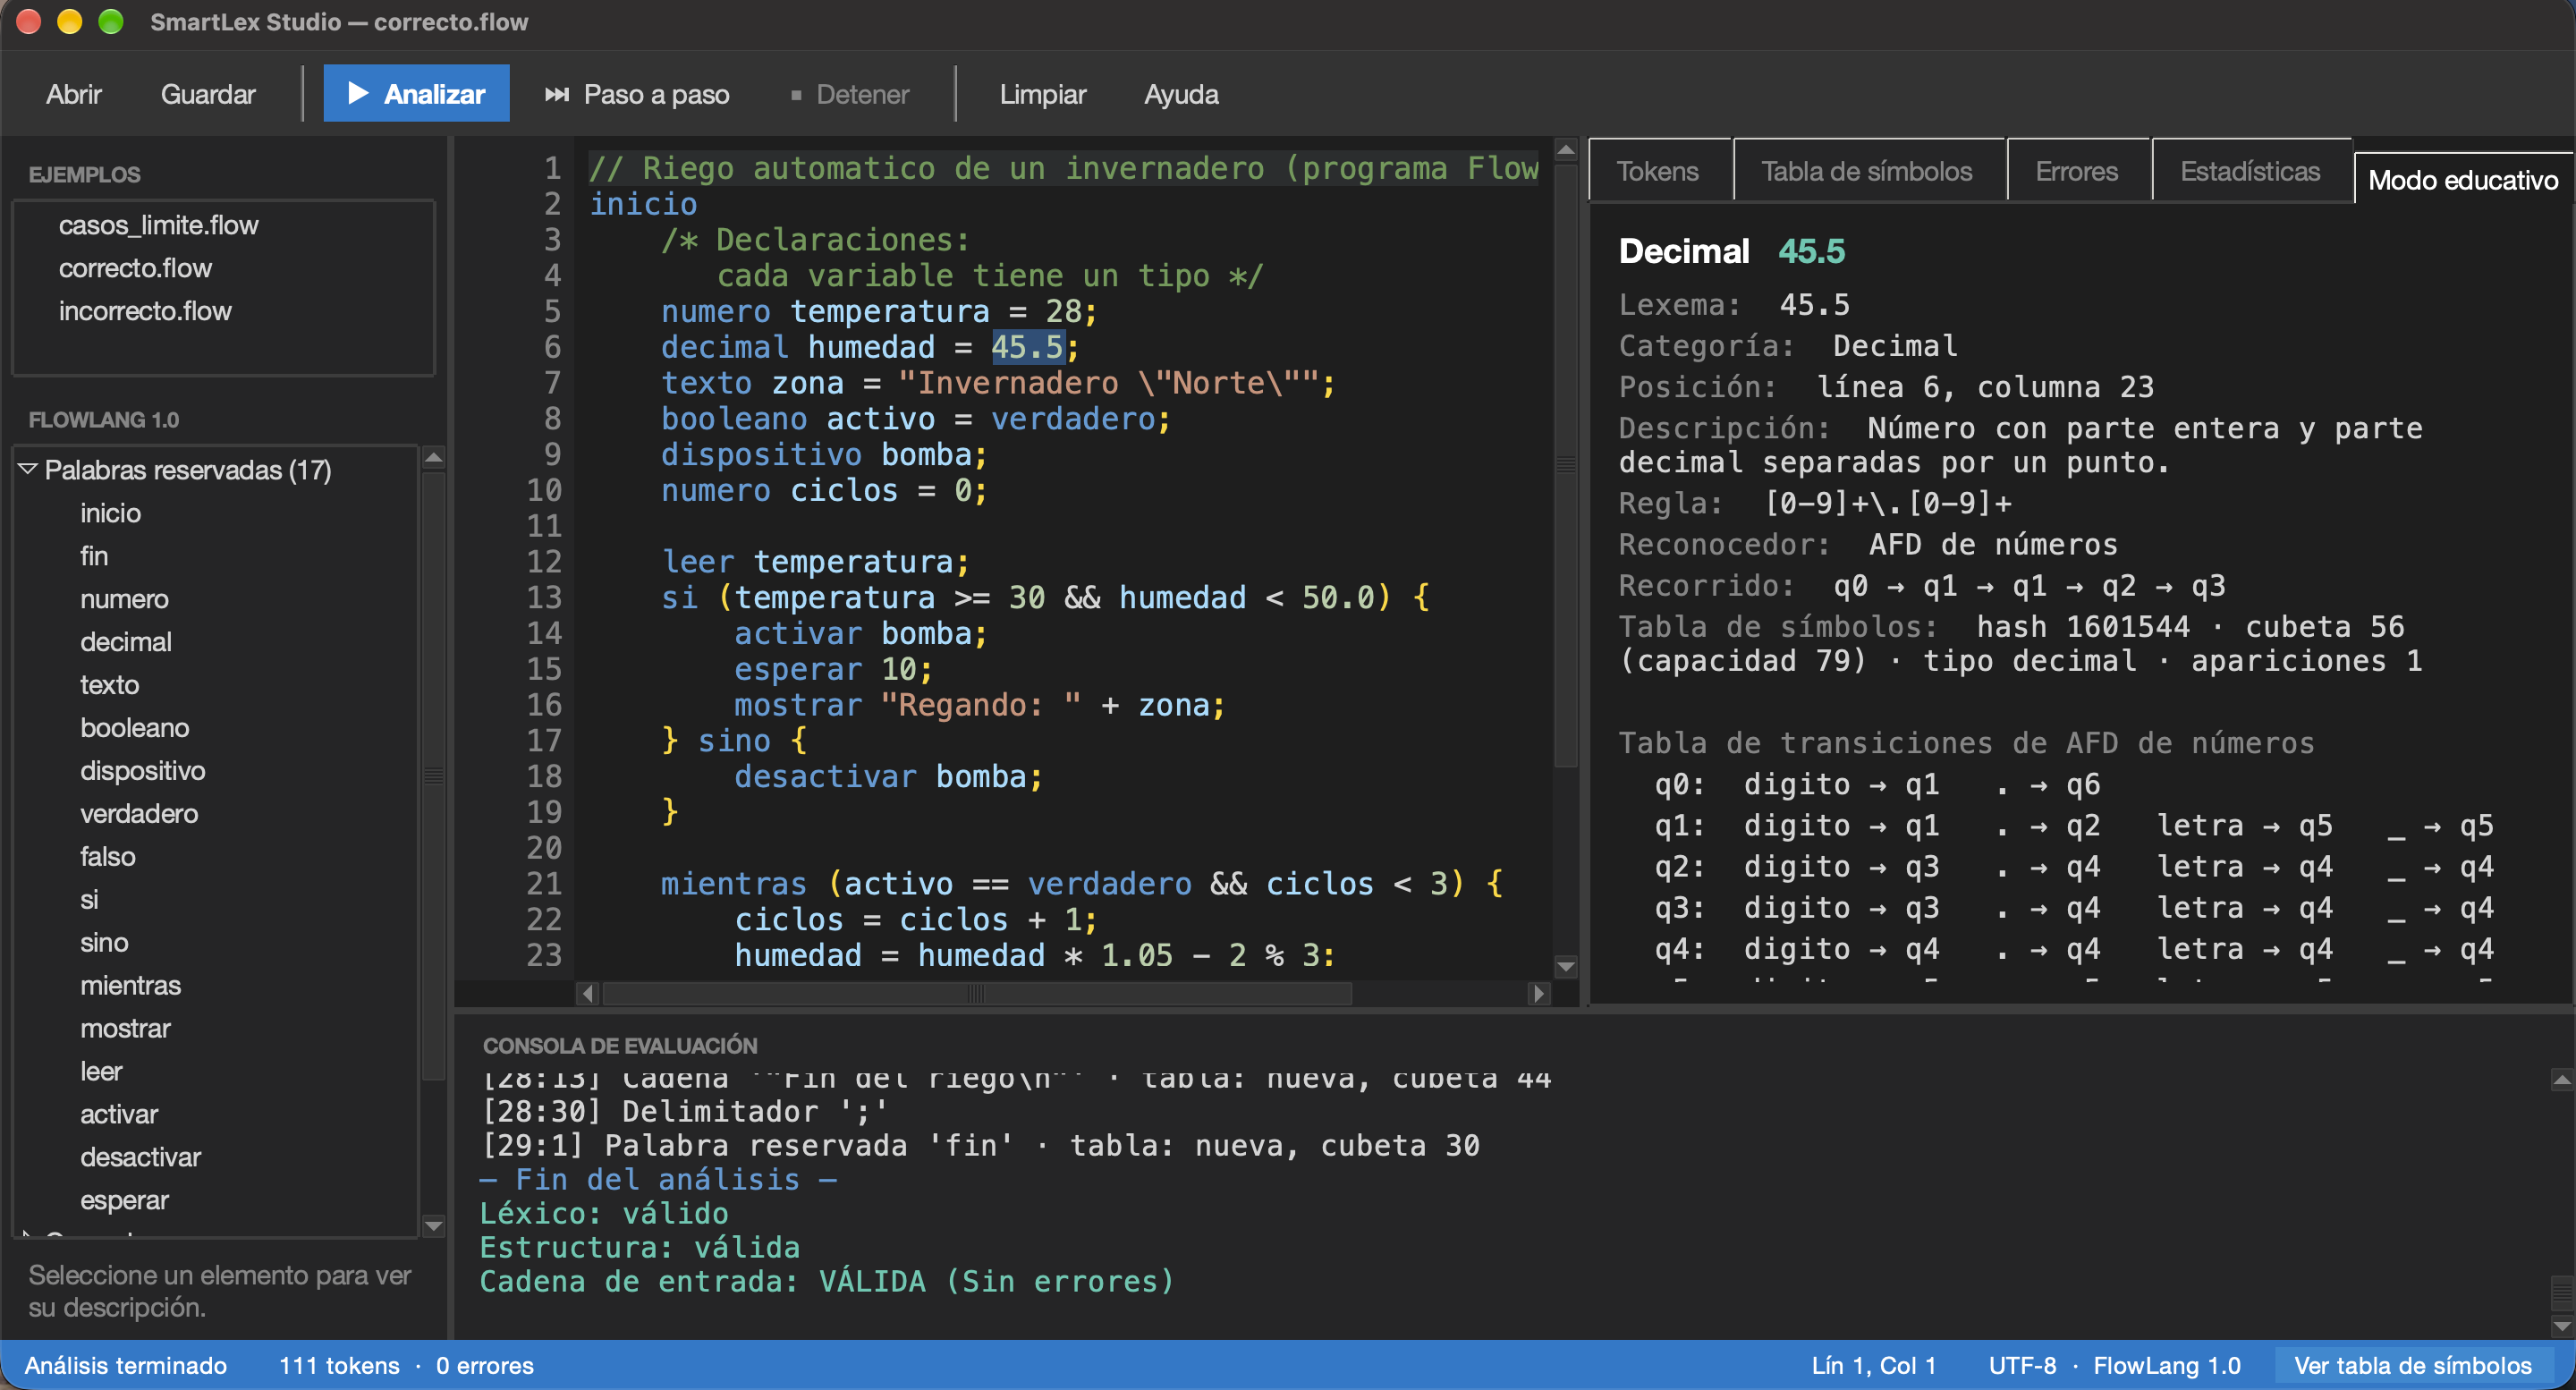 SmartLex Studio — correcto.flow
Abrir
Guardar
Analizar
Paso a paso
Detener
Limpiar
Ayuda
EJEMPLOS
casos_limite.flow
correcto.flow
incorrecto.flow
FLOWLANG 1.0
Palabras reservadas (17)
inicio
fin
numero
decimal
texto
booleano
dispositivo
verdadero
falso
si
sino
mientras
mostrar
leer
activar
desactivar
esperar
Seleccione un elemento para ver
su descripción.
1 // Riego automatico de un invernadero (programa Flow
2 inicio
3 /* Declaraciones:
4 cada variable tiene un tipo */
5 numero temperatura = 28;
6 decimal humedad = 45.5;
7 texto zona = "Invernadero \"Norte\"";
8 booleano activo = verdadero;
9 dispositivo bomba;
10 numero ciclos = 0;
11
12 leer temperatura;
13 si (temperatura >= 30 && humedad < 50.0) {
14 activar bomba;
15 esperar 10;
16 mostrar "Regando: " + zona;
17 } sino {
18 desactivar bomba;
19 }
20
21 mientras (activo == verdadero && ciclos < 3) {
22 ciclos = ciclos + 1;
23 humedad = humedad * 1.05 - 2 % 3;
Tokens
Tabla de símbolos
Errores
Estadísticas
Modo educativo
Decimal 45.5
Lexema: 45.5
Categoría: Decimal
Posición: línea 6, columna 23
Descripción: Número con parte entera y parte
decimal separadas por un punto.
Regla: [0-9]+\.[0-9]+
Reconocedor: AFD de números
Recorrido: q0 → q1 → q1 → q2 → q3
Tabla de símbolos: hash 1601544 · cubeta 56
(capacidad 79) · tipo decimal · apariciones 1
Tabla de transiciones de AFD de números
q0: digito → q1 . → q6
q1: digito → q1 . → q2 letra → q5 _ → q5
q2: digito → q3 . → q4 letra → q4 _ → q4
q3: digito → q3 . → q4 letra → q4 _ → q4
q4: digito → q4 . → q4 letra → q4 _ → q4
CONSOLA DE EVALUACIÓN
[28:13] Cadena '"Fin del riego\n"' · tabla: nueva, cubeta 44
[28:30] Delimitador ';'
[29:1] Palabra reservada 'fin' · tabla: nueva, cubeta 30
— Fin del análisis —
Léxico: válido
Estructura: válida
Cadena de entrada: VÁLIDA (Sin errores)
Análisis terminado
111 tokens · 0 errores
Lín 1, Col 1
UTF-8 · FlowLang 1.0
Ver tabla de símbolos